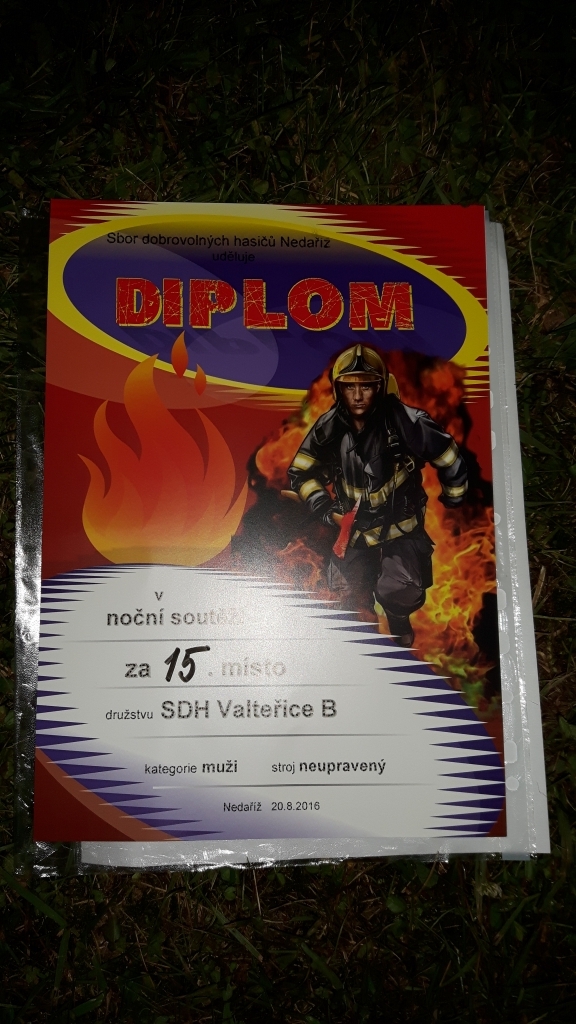 Sbor dobrovolných hasičů Nedaříž
uděluje
DIPLOM
v
noční soutěži
za 15. místo
družstvu SDH Valteřice B
kategorie muži stroj neupravený
Nedaříž 20.8.2016